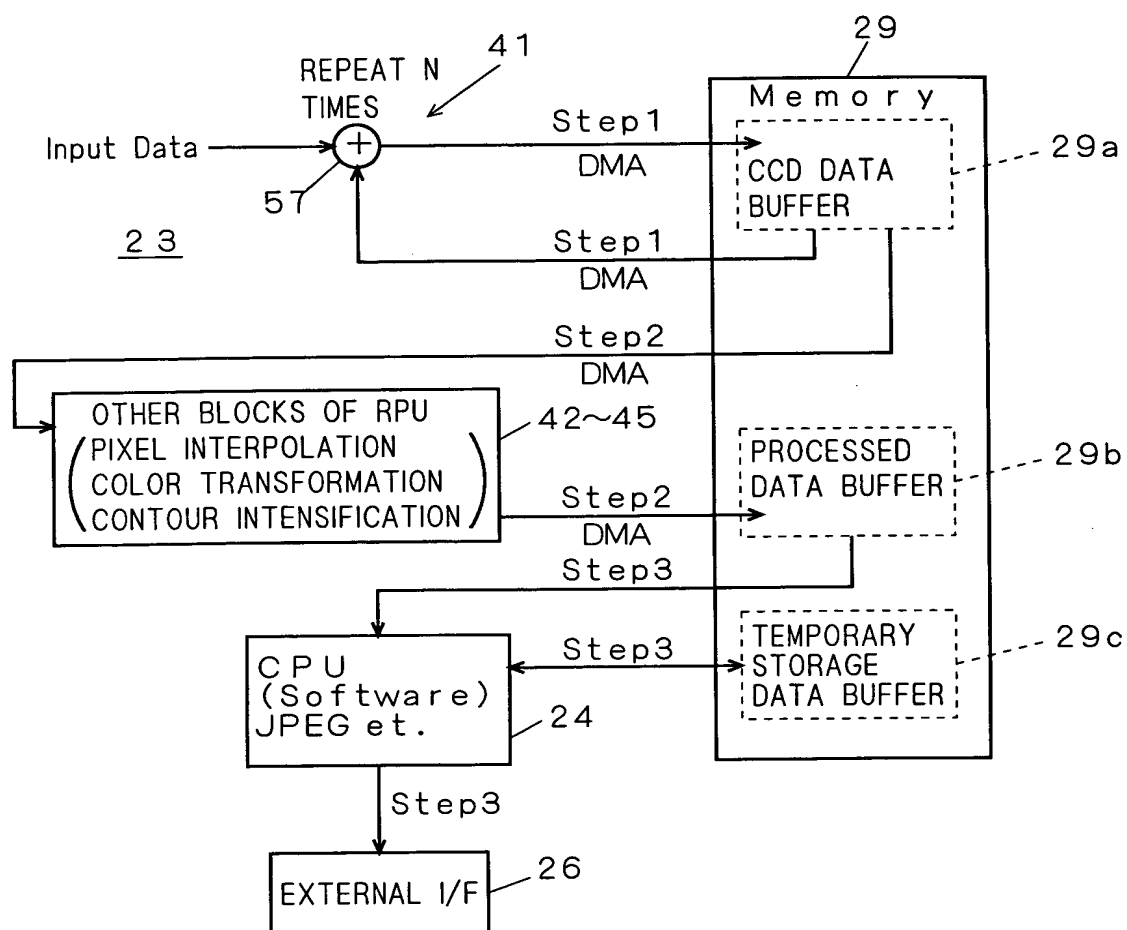 41
29
REPEAT N
TIMES
Memory
Input Data
+
Step1
DMA
CCD DATA
BUFFER
29a
57
23
Step1
DMA
Step2
DMA
OTHER BLOCKS OF RPU
(PIXEL INTERPOLATION
COLOR TRANSFORMATION
CONTOUR INTENSIFICATION)
42~45
PROCESSED
DATA BUFFER
29b
Step2
DMA
Step3
CPU
(Software)
JPEG et.
24
Step3
TEMPORARY
STORAGE
DATA BUFFER
29c
Step3
EXTERNAL I/F
26